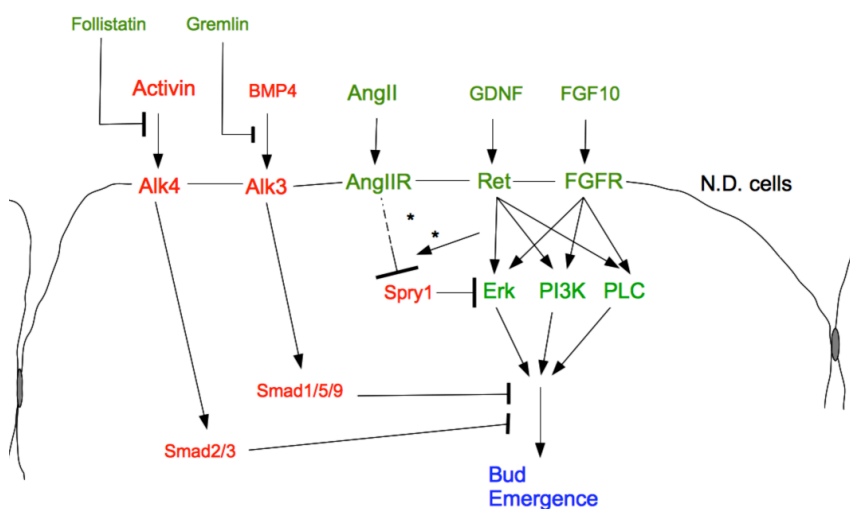 Follistatin Gremlin
Activin BMP4 AngII GDNF FGF10
Alk4 Alk3 AngIIR Ret FGFR N.D. cells
*
*
Spry1 Erk PI3K PLC
Smad1/5/9
Smad2/3
Bud
Emergence